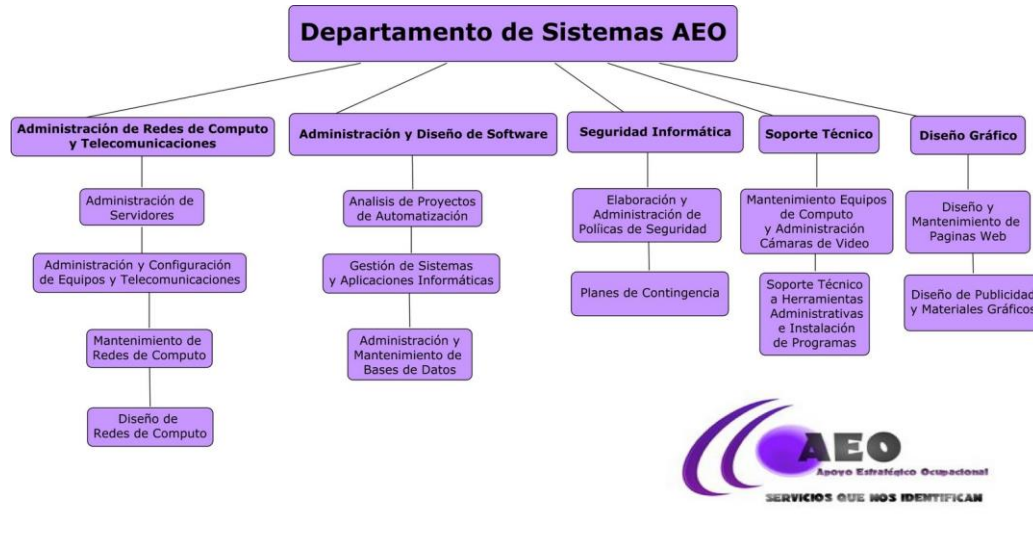 Departamento de Sistemas AEO
Administración de Redes de Computo
y Telecomunicaciones
Administración de
Servidores
Administración y Configuración
de Equipos y Telecomunicaciones
Mantenimiento de
Redes de Computo
Diseño de
Redes de Computo
Administración y Diseño de Software
Analisis de Proyectos
de Automatización
Gestión de Sistemas
y Aplicaciones Informáticas
Administración y
Mantenimiento de
Bases de Datos
Seguridad Informática
Elaboración y
Administración de
Políicas de Seguridad
Planes de Contingencia
Soporte Técnico
Mantenimiento Equipos
de Computo
y Administración
Cámaras de Video
Soporte Técnico
a Herramientas
Administrativas
e Instalación
de Programas
Diseño Gráfico
Diseño y
Mantenimiento de
Paginas Web
Diseño de Publicidad
y Materiales Gráficos
AEO
Apoyo Estratégico Ocupacional
SERVICIOS QUE NOS IDENTIFICAN